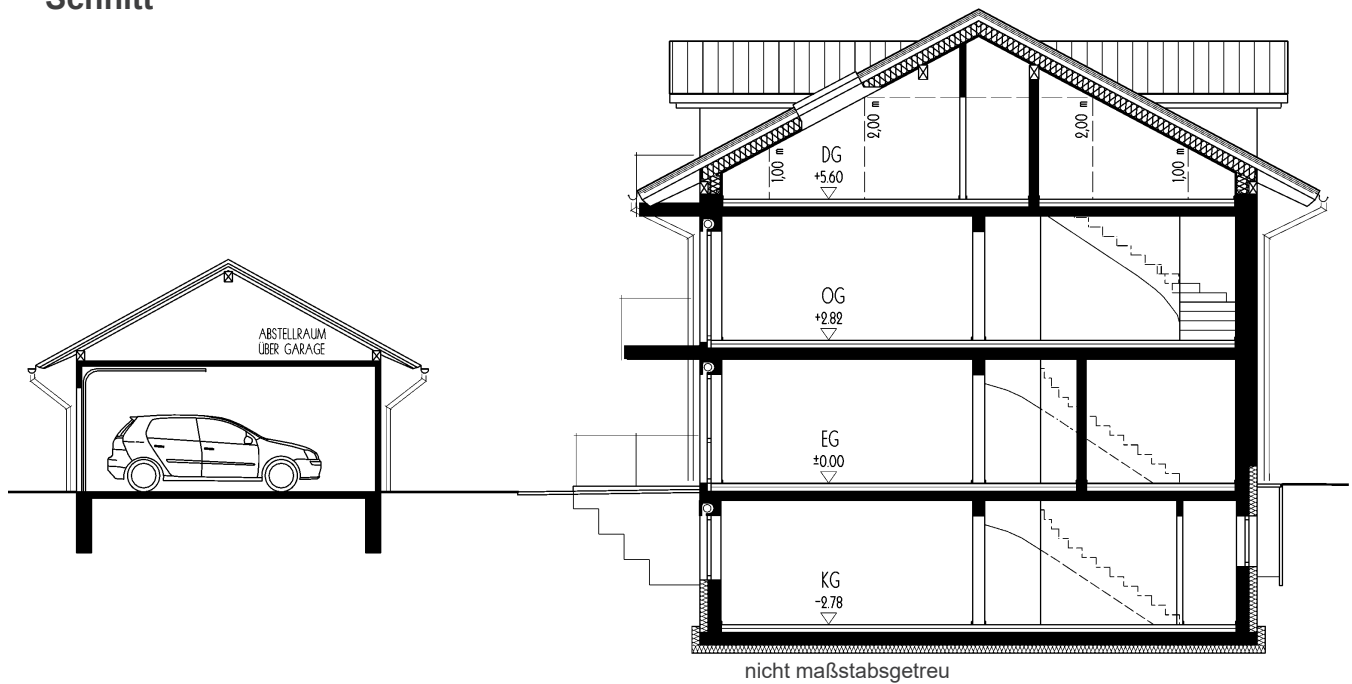 Schnitt
2,00 m
2,00 m
1,00 m
DG
+5.60
1,00 m
OG
+2.82
ABSTELLRAUM
ÜBER GARAGE
EG
±0.00
KG
-2.78
nicht maßstabsgetreu